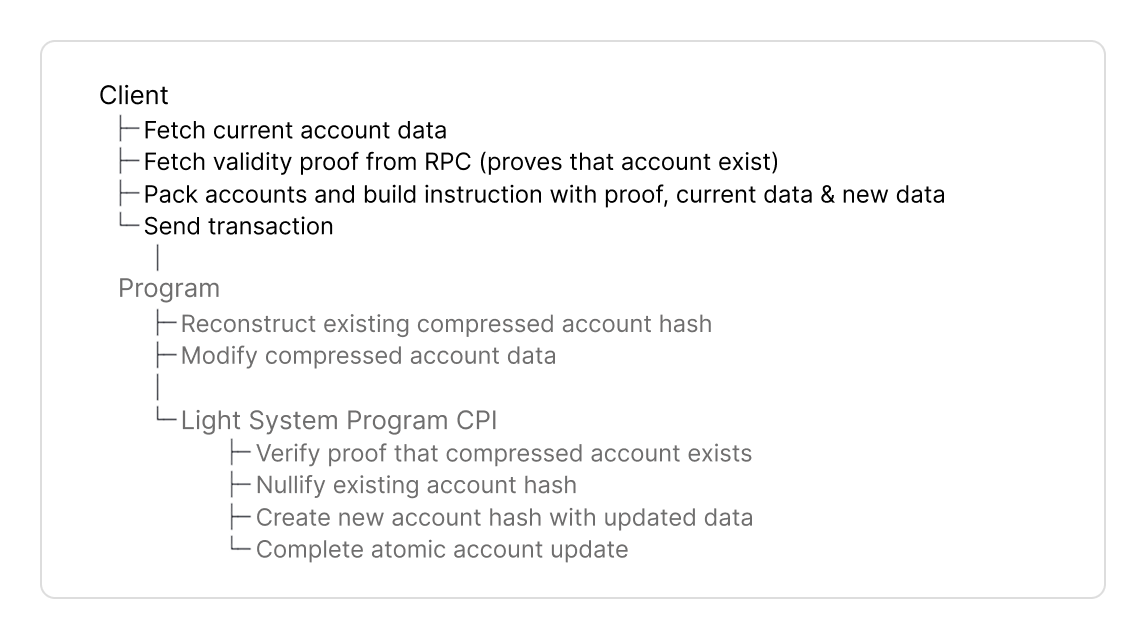 Client
Fetch current account data
Fetch validity proof from RPC (proves that account exist)
Pack accounts and build instruction with proof, current data & new data
Send transaction
Program
Reconstruct existing compressed account hash
Modify compressed account data
Light System Program CPI
Verify proof that compressed account exists
Nullify existing account hash
Create new account hash with updated data
Complete atomic account update